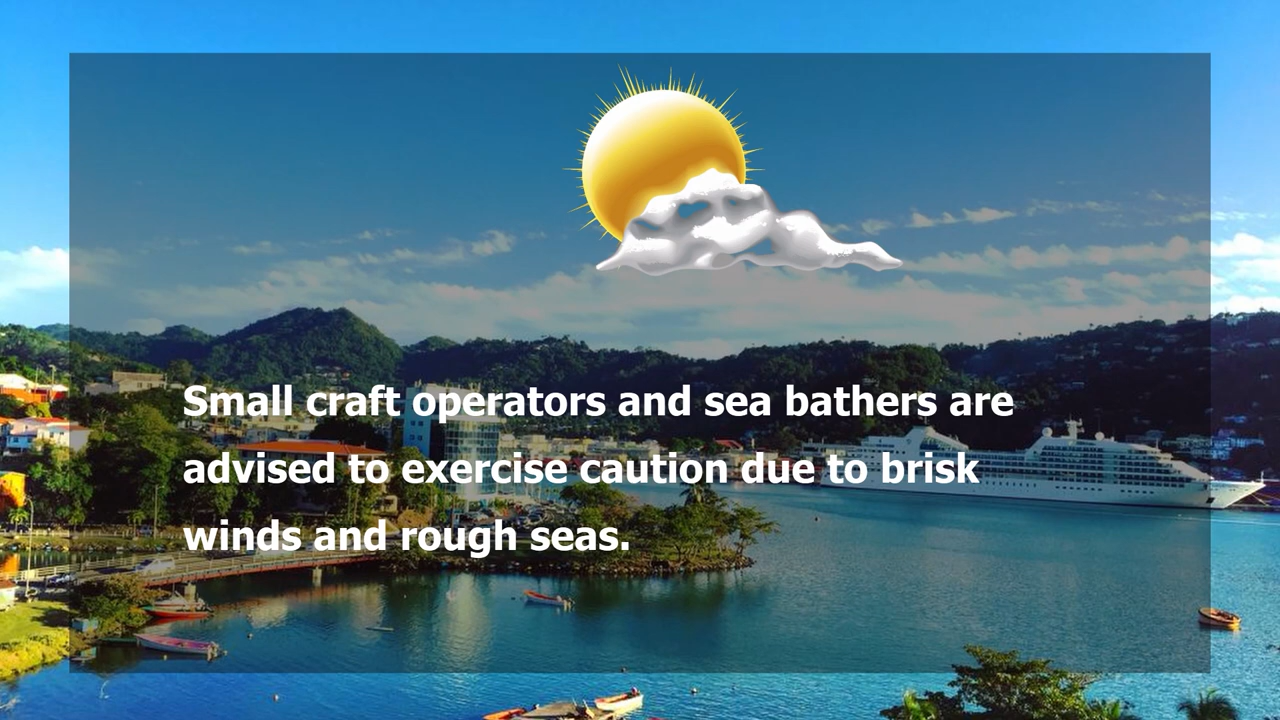 Small craft operators and sea bathers are
advised to exercise caution due to brisk
winds and rough seas.